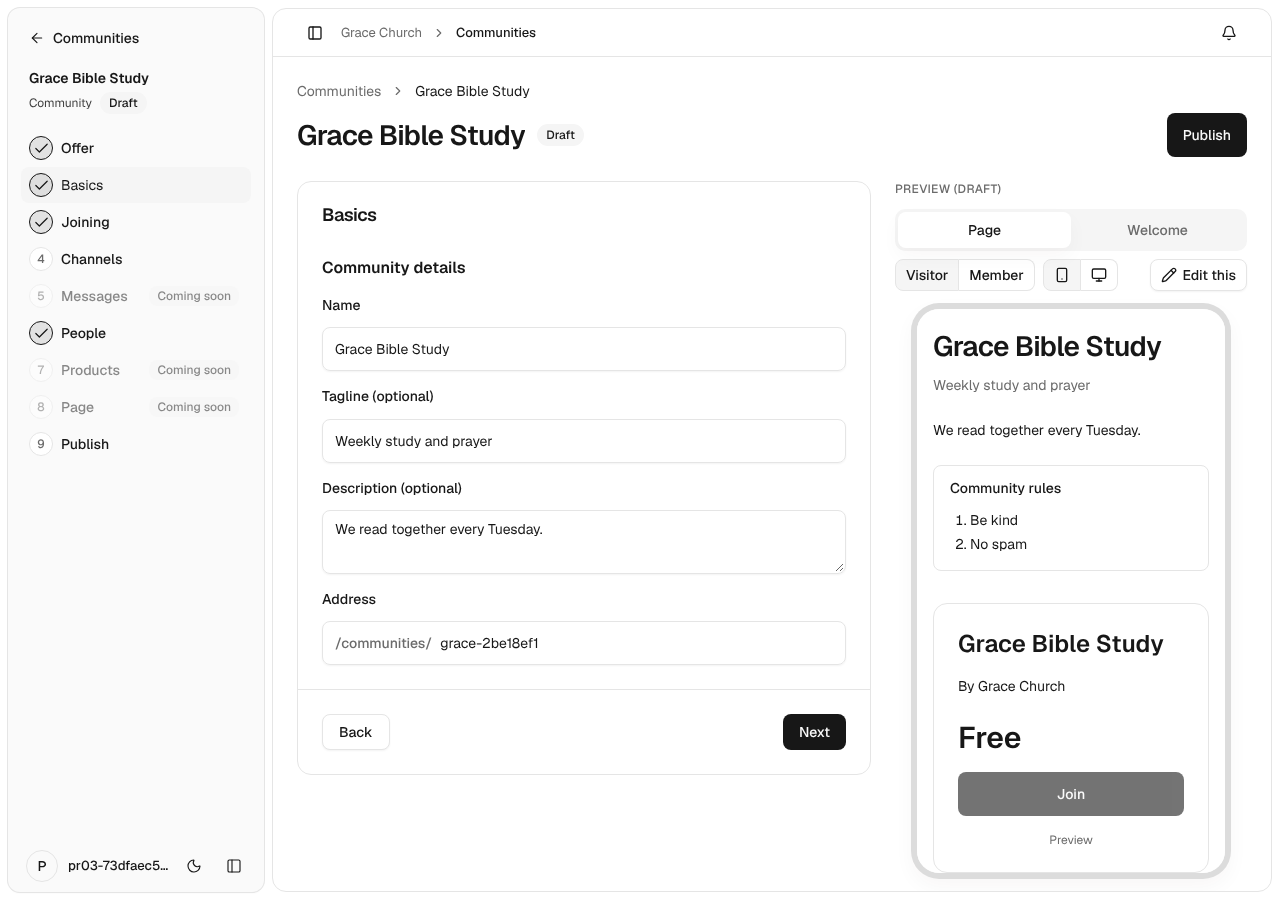 Communities
Grace Bible Study
Community Draft
Offer
Basics
Joining
4 Channels
5 Messages Coming soon
People
7 Products Coming soon
8 Page Coming soon
9 Publish
P pr03-73dfaec5...
Grace Church > Communities
Communities > Grace Bible Study
Grace Bible Study Draft
Publish
Basics
Community details
Name
Grace Bible Study
Tagline (optional)
Weekly study and prayer
Description (optional)
We read together every Tuesday.
Address
/communities/ grace-2be18ef1
Back Next
PREVIEW (DRAFT)
Page Welcome
Visitor Member Edit this
Grace Bible Study
Weekly study and prayer
We read together every Tuesday.
Community rules
1. Be kind
2. No spam
Grace Bible Study
By Grace Church
Free
Join
Preview